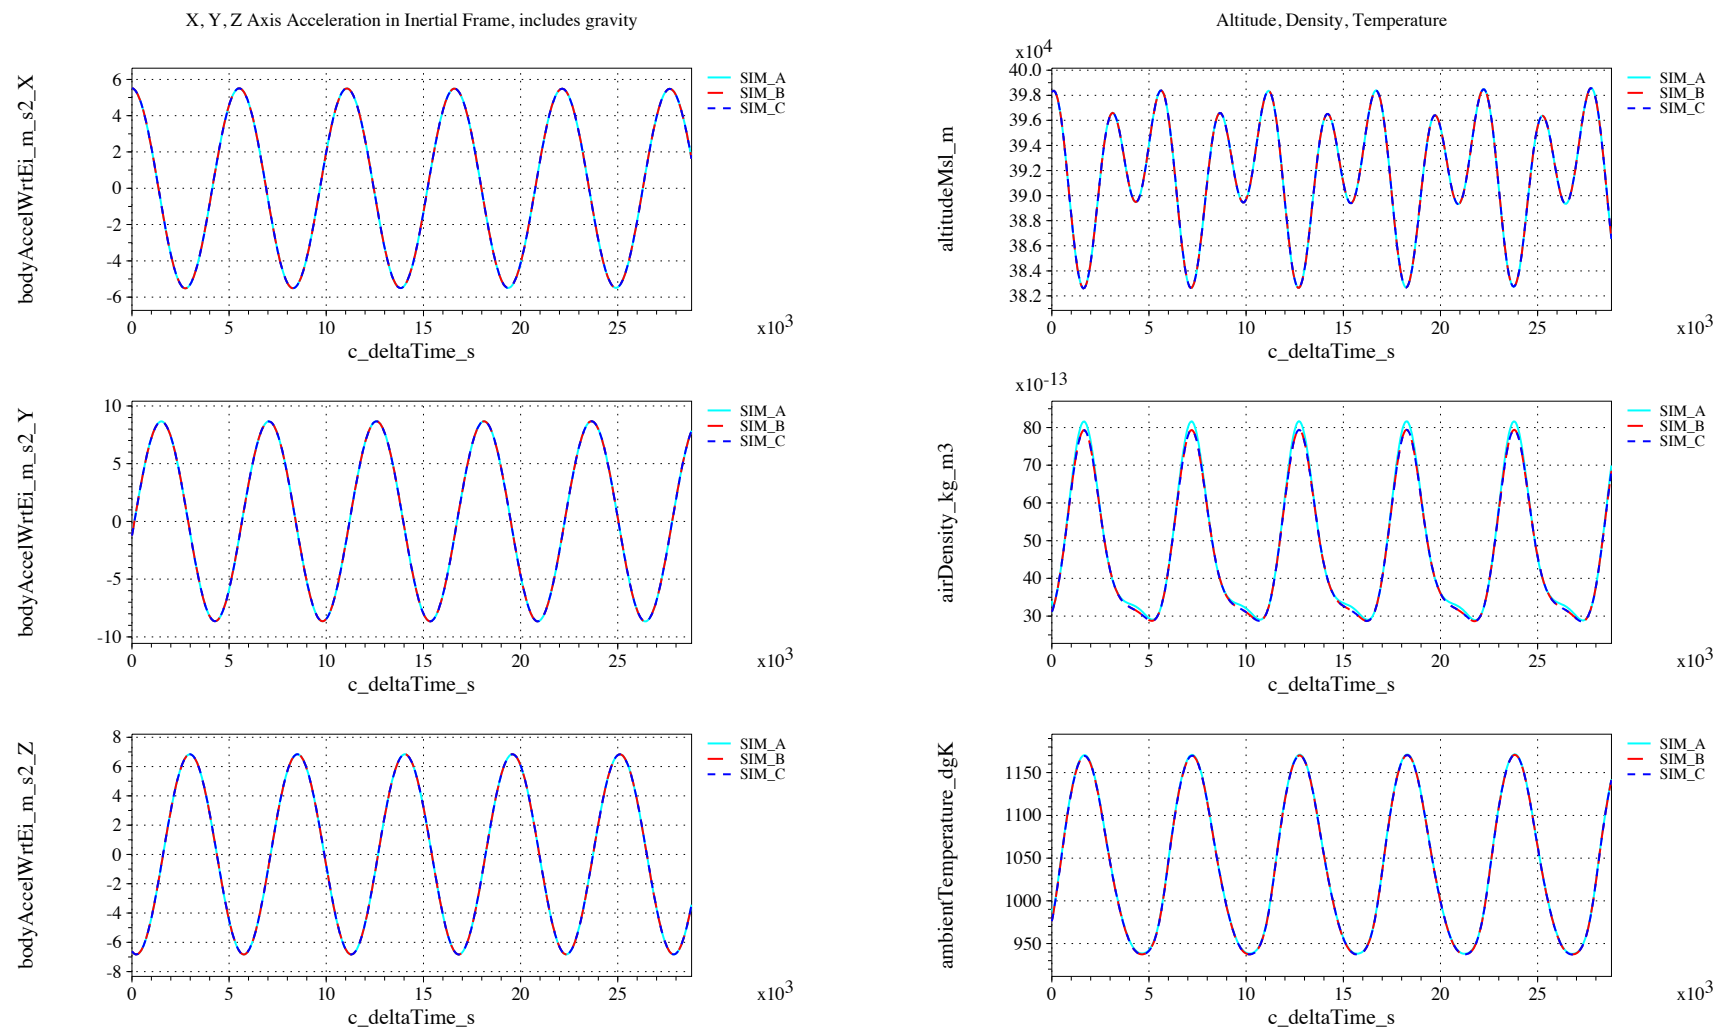 X, Y, Z Axis Acceleration in Inertial Frame, includes gravity
bodyAccelWrtEi_m_s2_X
6
4
2
0
-2
-4
-6
0 5 10 15 20 25
x10^3
c_deltaTime_s
SIM_A
SIM_B
SIM_C
bodyAccelWrtEi_m_s2_Y
10
5
0
-5
-10
0 5 10 15 20 25
x10^3
c_deltaTime_s
SIM_A
SIM_B
SIM_C
bodyAccelWrtEi_m_s2_Z
8
6
4
2
0
-2
-4
-6
-8
0 5 10 15 20 25
x10^3
c_deltaTime_s
SIM_A
SIM_B
SIM_C
Altitude, Density, Temperature
x10^4
altitudeMsl_m
40.0
39.8
39.6
39.4
39.2
39.0
38.8
38.6
38.4
38.2
0 5 10 15 20 25
x10^3
c_deltaTime_s
SIM_A
SIM_B
SIM_C
x10^-13
airDensity_kg_m3
80
70
60
50
40
30
0 5 10 15 20 25
x10^3
c_deltaTime_s
SIM_A
SIM_B
SIM_C
ambientTemperature_dgK
1150
1100
1050
1000
950
0 5 10 15 20 25
x10^3
c_deltaTime_s
SIM_A
SIM_B
SIM_C